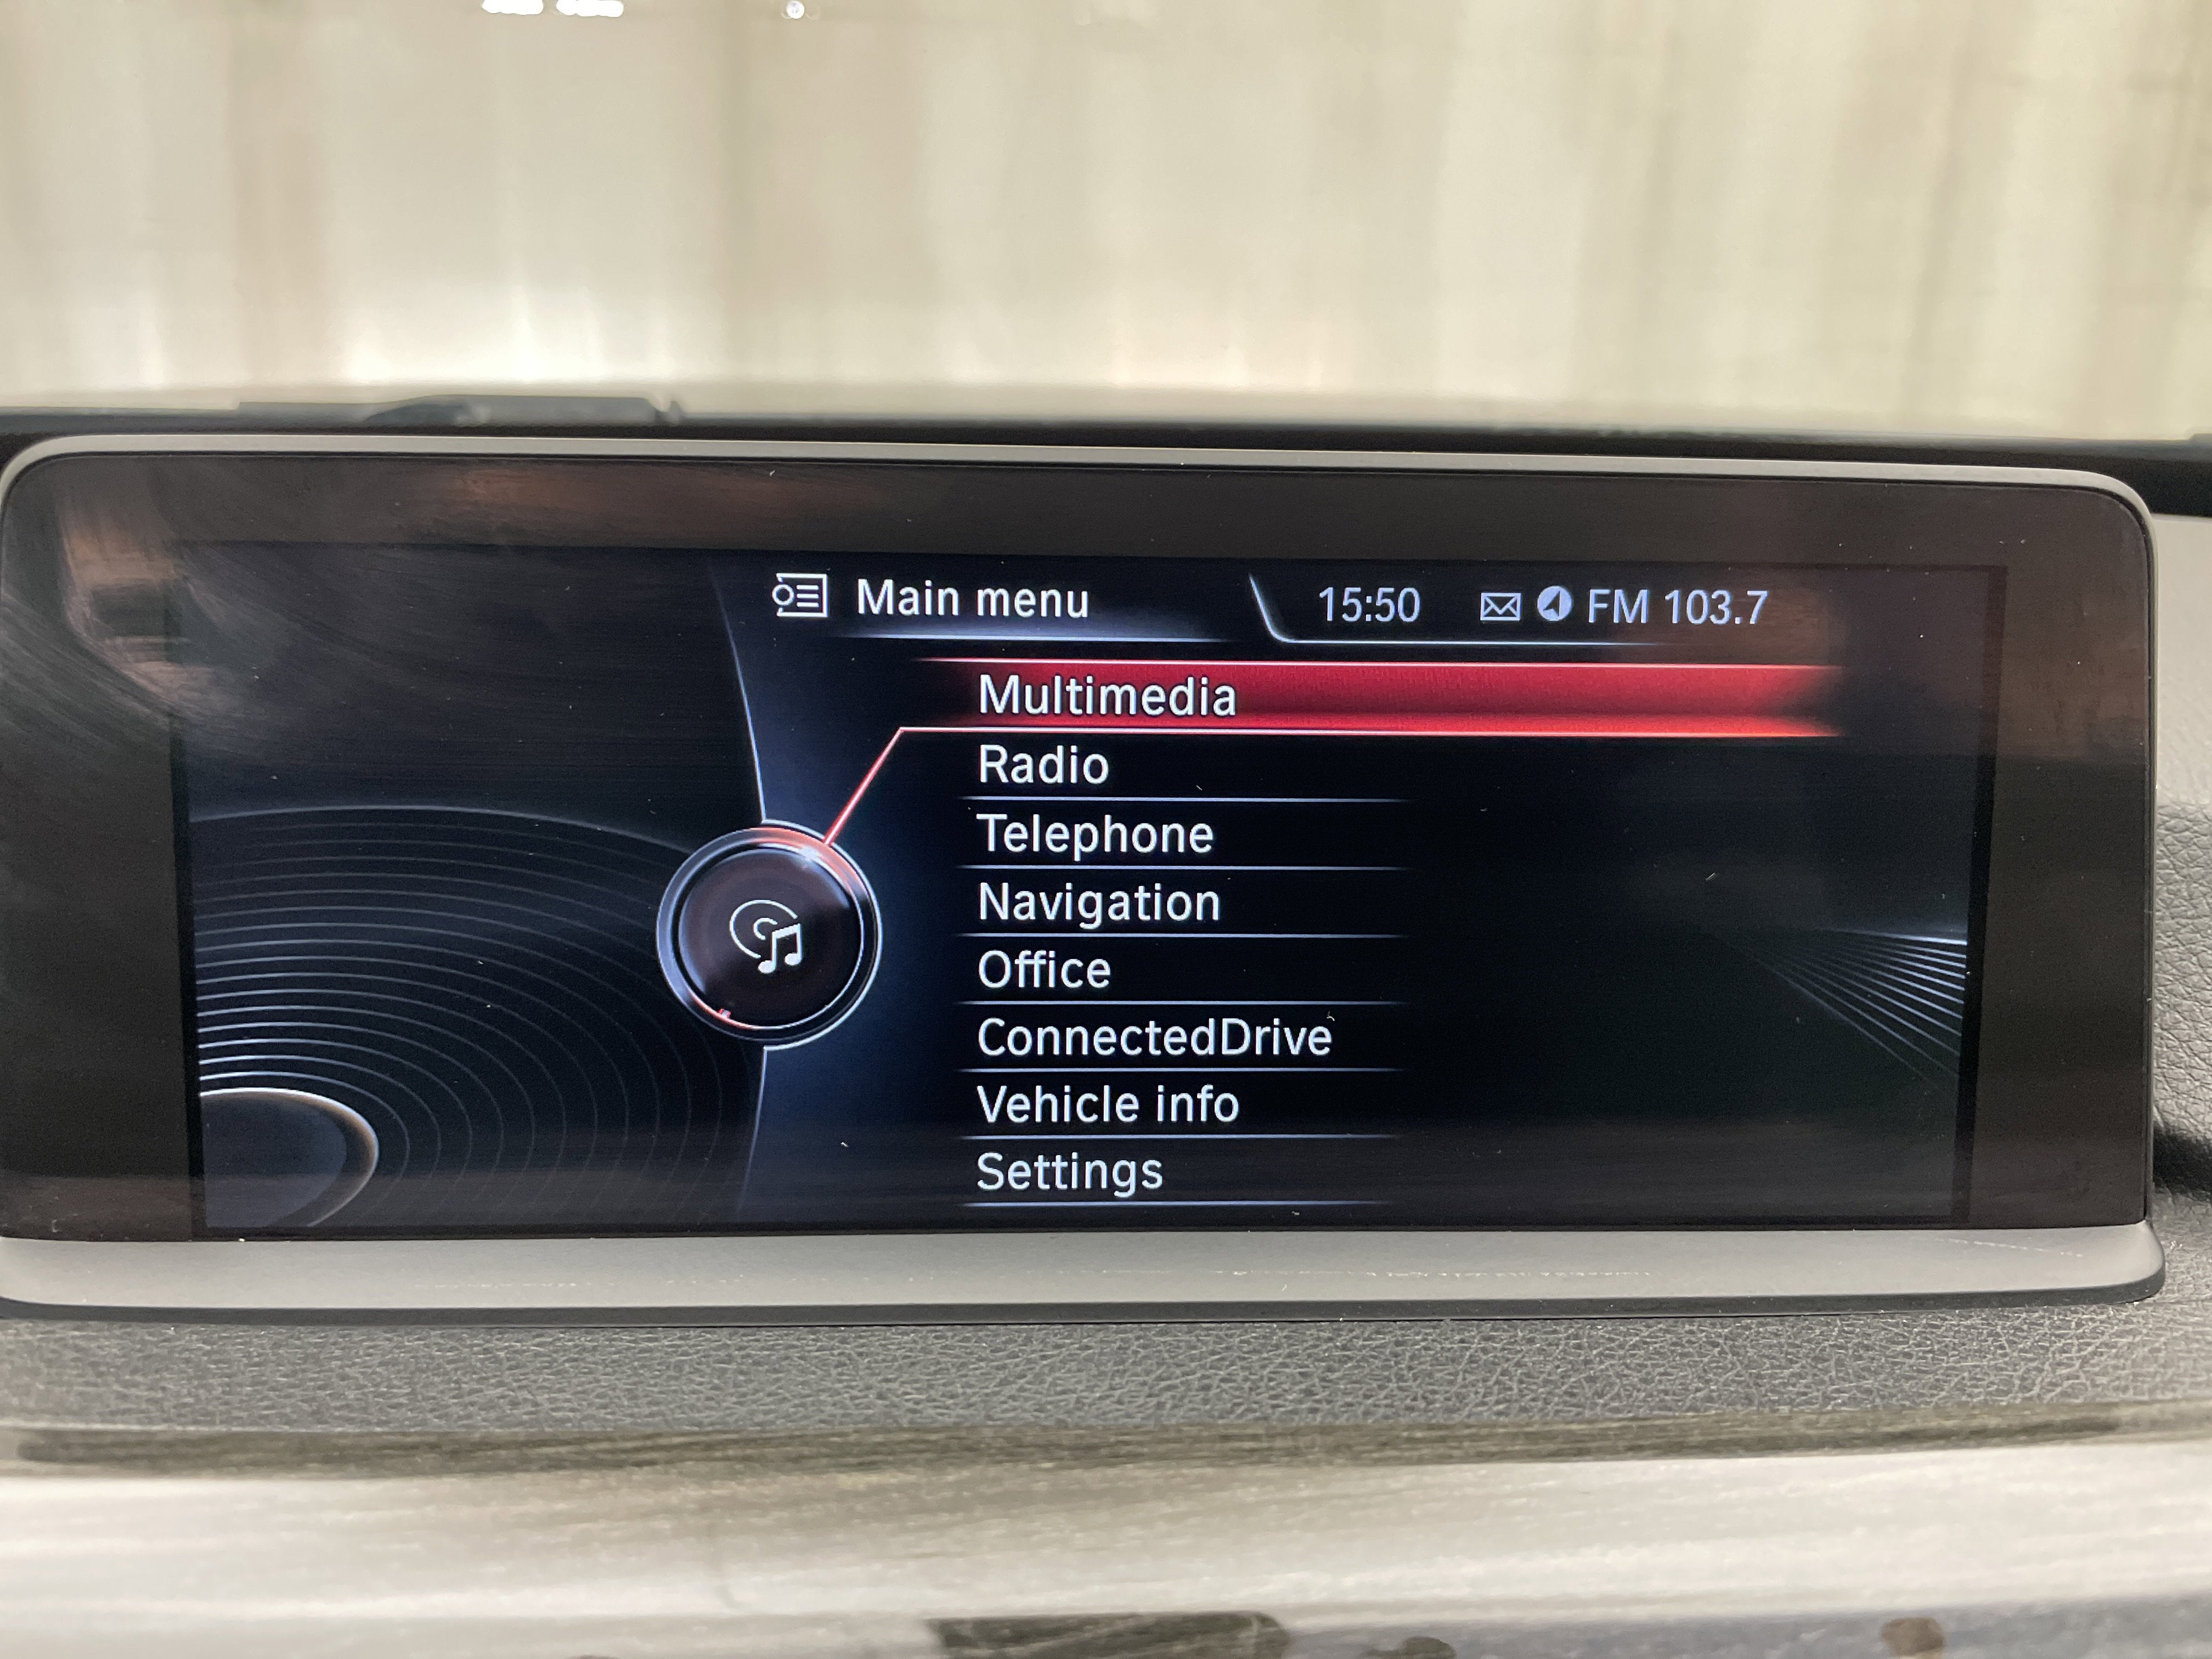 Main menu 15:50 FM 103.7
Multimedia
Radio
Telephone
Navigation
Office
ConnectedDrive
Vehicle info
Settings